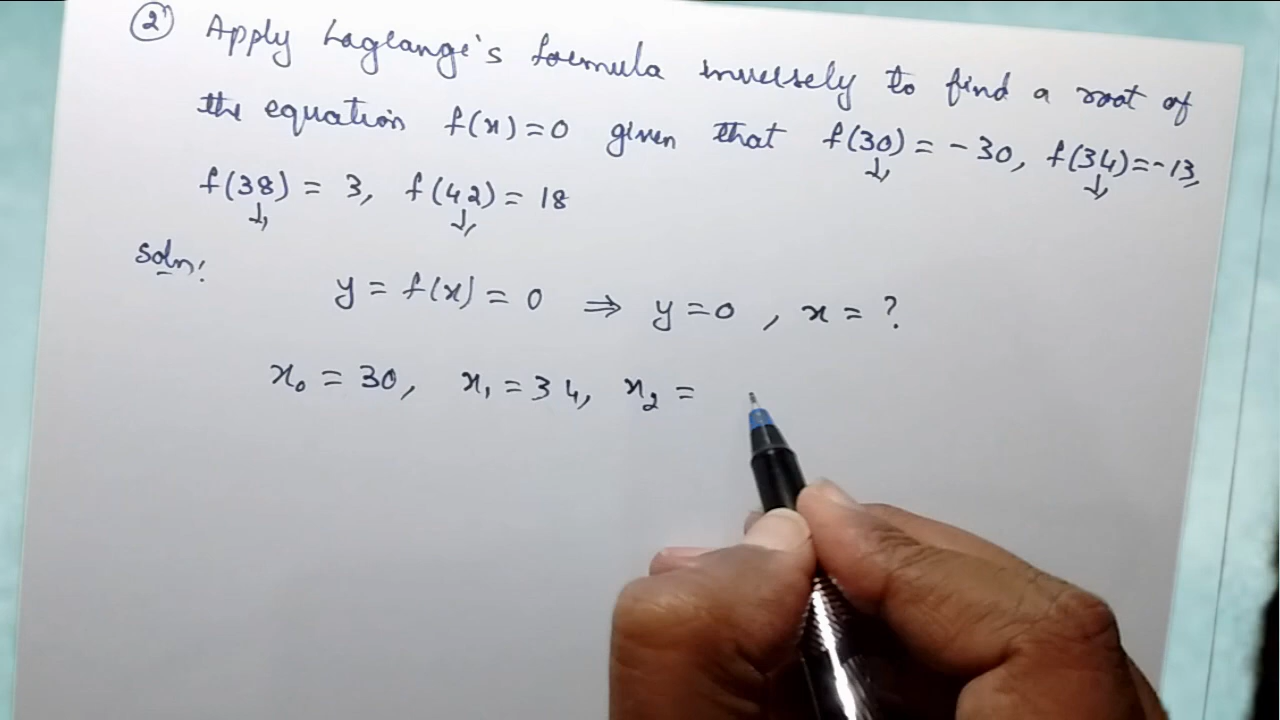 ② Apply Lagrange's formula inversely to find a root of
the equation f(x)=0 given that f(30) = -30, f(34)=-13,
f(38) = 3, f(42) = 18
Soln:
y = f(x) = 0 ⇒ y=0 , x = ?
x₀ = 30, x₁ = 34, x₂ =